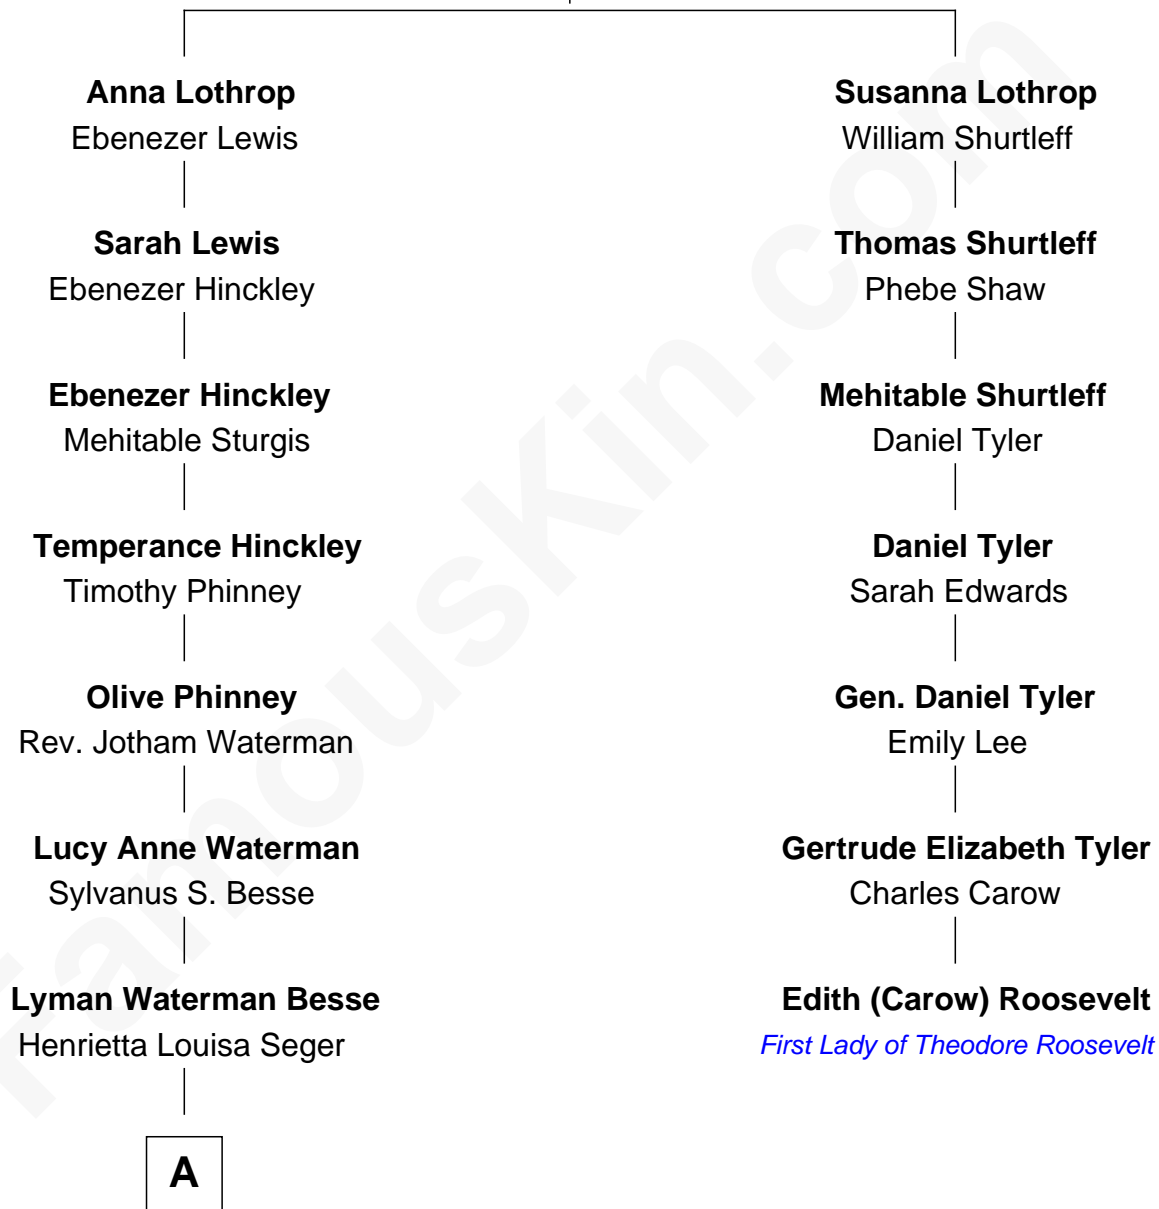 Anna Lothrop
Ebenezer Lewis
Sarah Lewis
Ebenezer Hinckley
Ebenezer Hinckley
Mehitable Sturgis
Temperance Hinckley
Timothy Phinney
Olive Phinney
Rev. Jotham Waterman
Lucy Anne Waterman
Sylvanus S. Besse
Lyman Waterman Besse
Henrietta Louisa Seger
A
Susanna Lothrop
William Shurtleff
Thomas Shurtleff
Phebe Shaw
Mehitable Shurtleff
Daniel Tyler
Daniel Tyler
Sarah Edwards
Gen. Daniel Tyler
Emily Lee
Gertrude Elizabeth Tyler
Charles Carow
Edith (Carow) Roosevelt
First Lady of Theodore Roosevelt
FamousKin.com